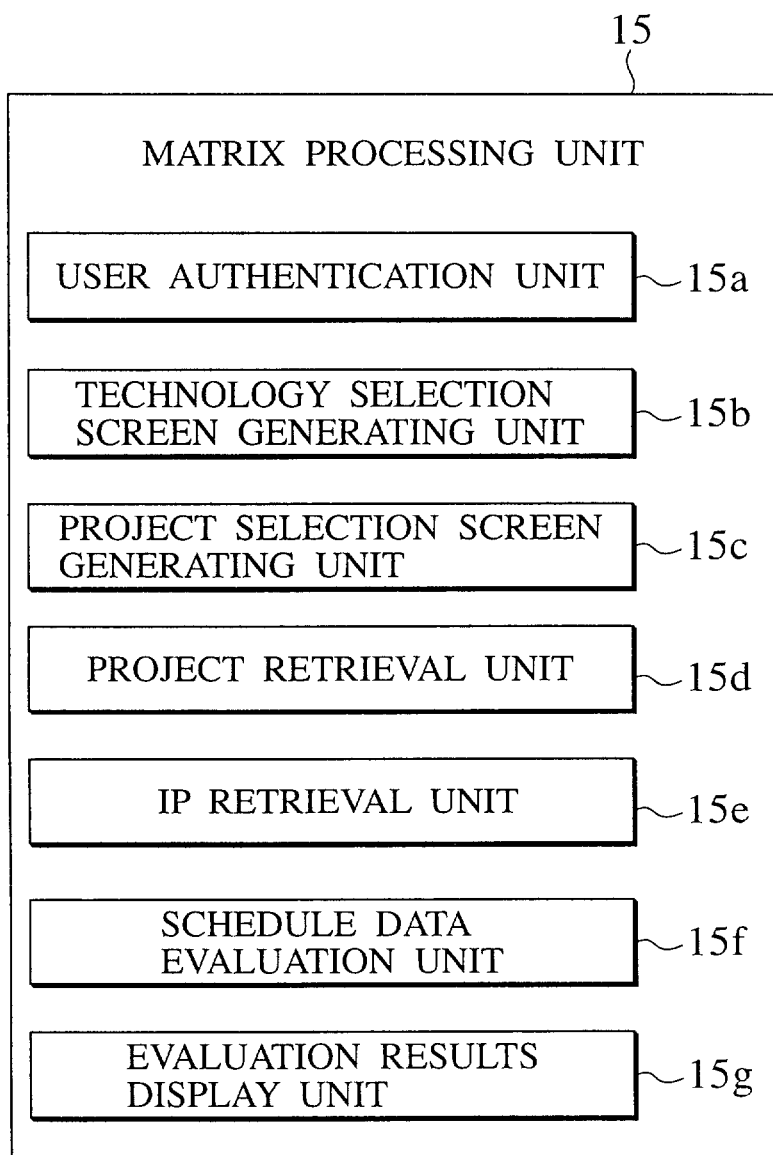 15
MATRIX PROCESSING UNIT
USER AUTHENTICATION UNIT
15a
TECHNOLOGY SELECTION
SCREEN GENERATING UNIT
15b
PROJECT SELECTION SCREEN
GENERATING UNIT
15c
PROJECT RETRIEVAL UNIT
15d
IP RETRIEVAL UNIT
15e
SCHEDULE DATA
EVALUATION UNIT
15f
EVALUATION RESULTS
DISPLAY UNIT
15g